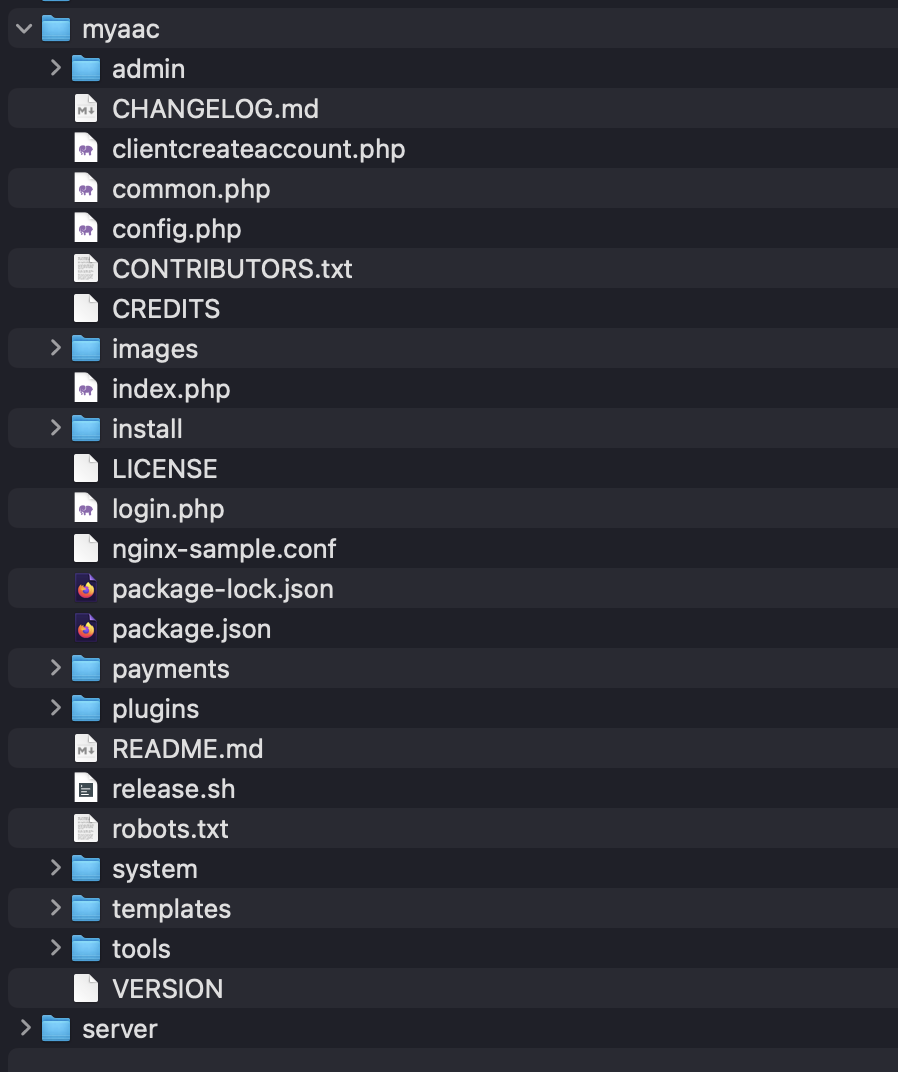 myaac
admin
CHANGELOG.md
clientcreateaccount.php
common.php
config.php
CONTRIBUTORS.txt
CREDITS
images
index.php
install
LICENSE
login.php
nginx-sample.conf
package-lock.json
package.json
payments
plugins
README.md
release.sh
robots.txt
system
templates
tools
VERSION
server